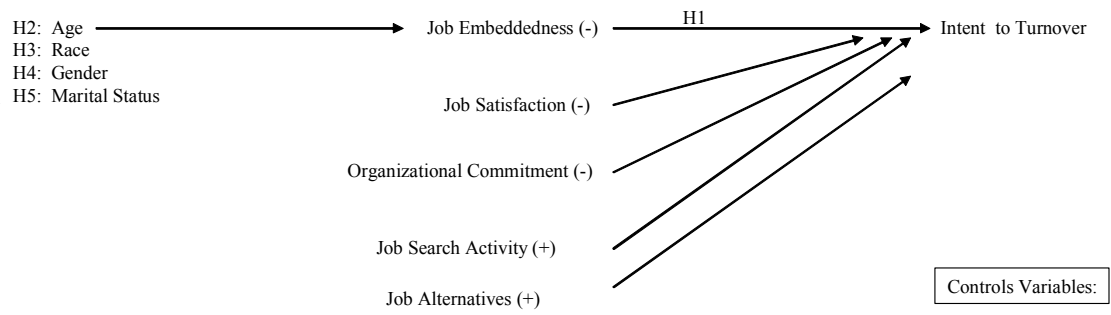 H2: Age
H3: Race
H4: Gender
H5: Marital Status
Job Embeddedness (-)
H1
Intent to Turnover
Job Satisfaction (-)
Organizational Commitment (-)
Job Search Activity (+)
Job Alternatives (+)
Controls Variables: